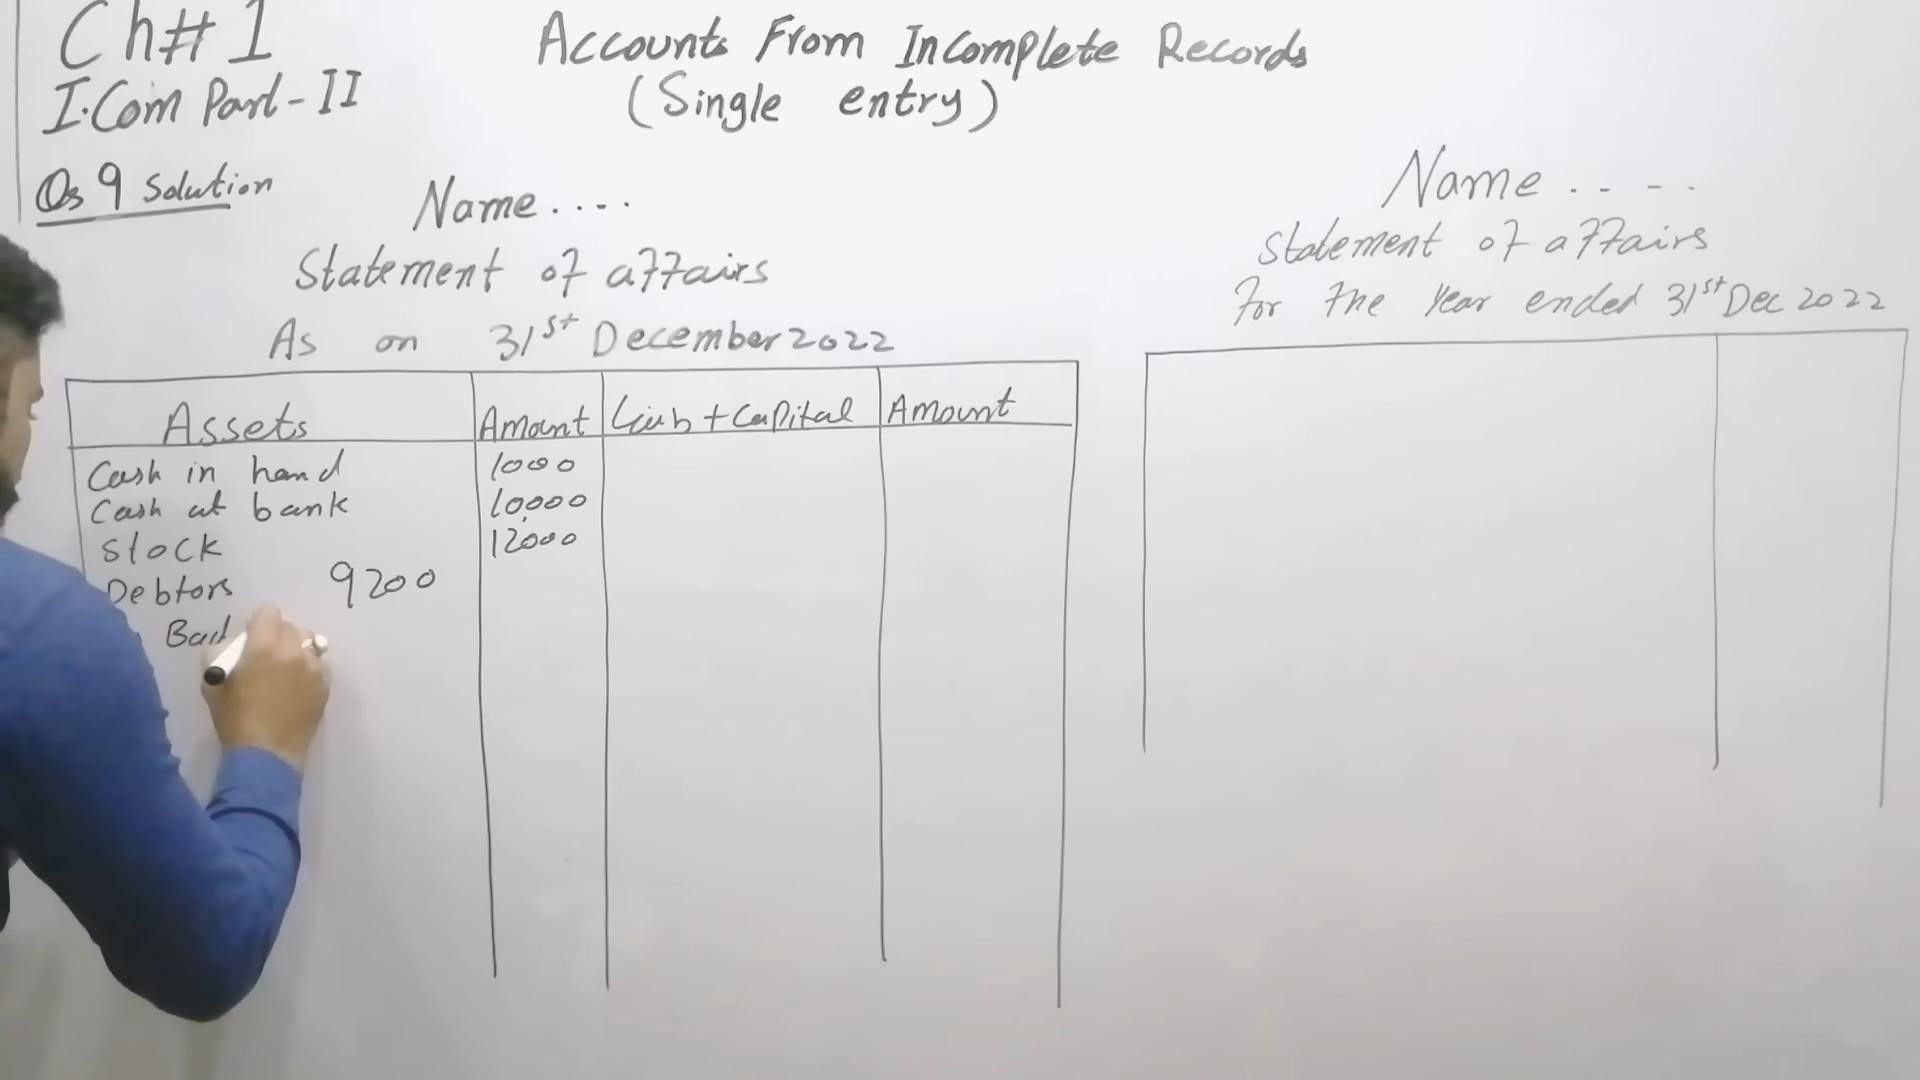 Ch# 1
I.Com Part-II
Accounts From Incomplete Records
(Single entry)
Qs 9 Solution
Name....
Statement of affairs
As on 31st December 2022
Assets Amount Liab + Capital Amount
Cash in hand 1000
Cash at bank 10,000
Stock 12000
Debtors 9200
Bad
Name.....
Statement of affairs
For the Year ended 31st Dec 2022